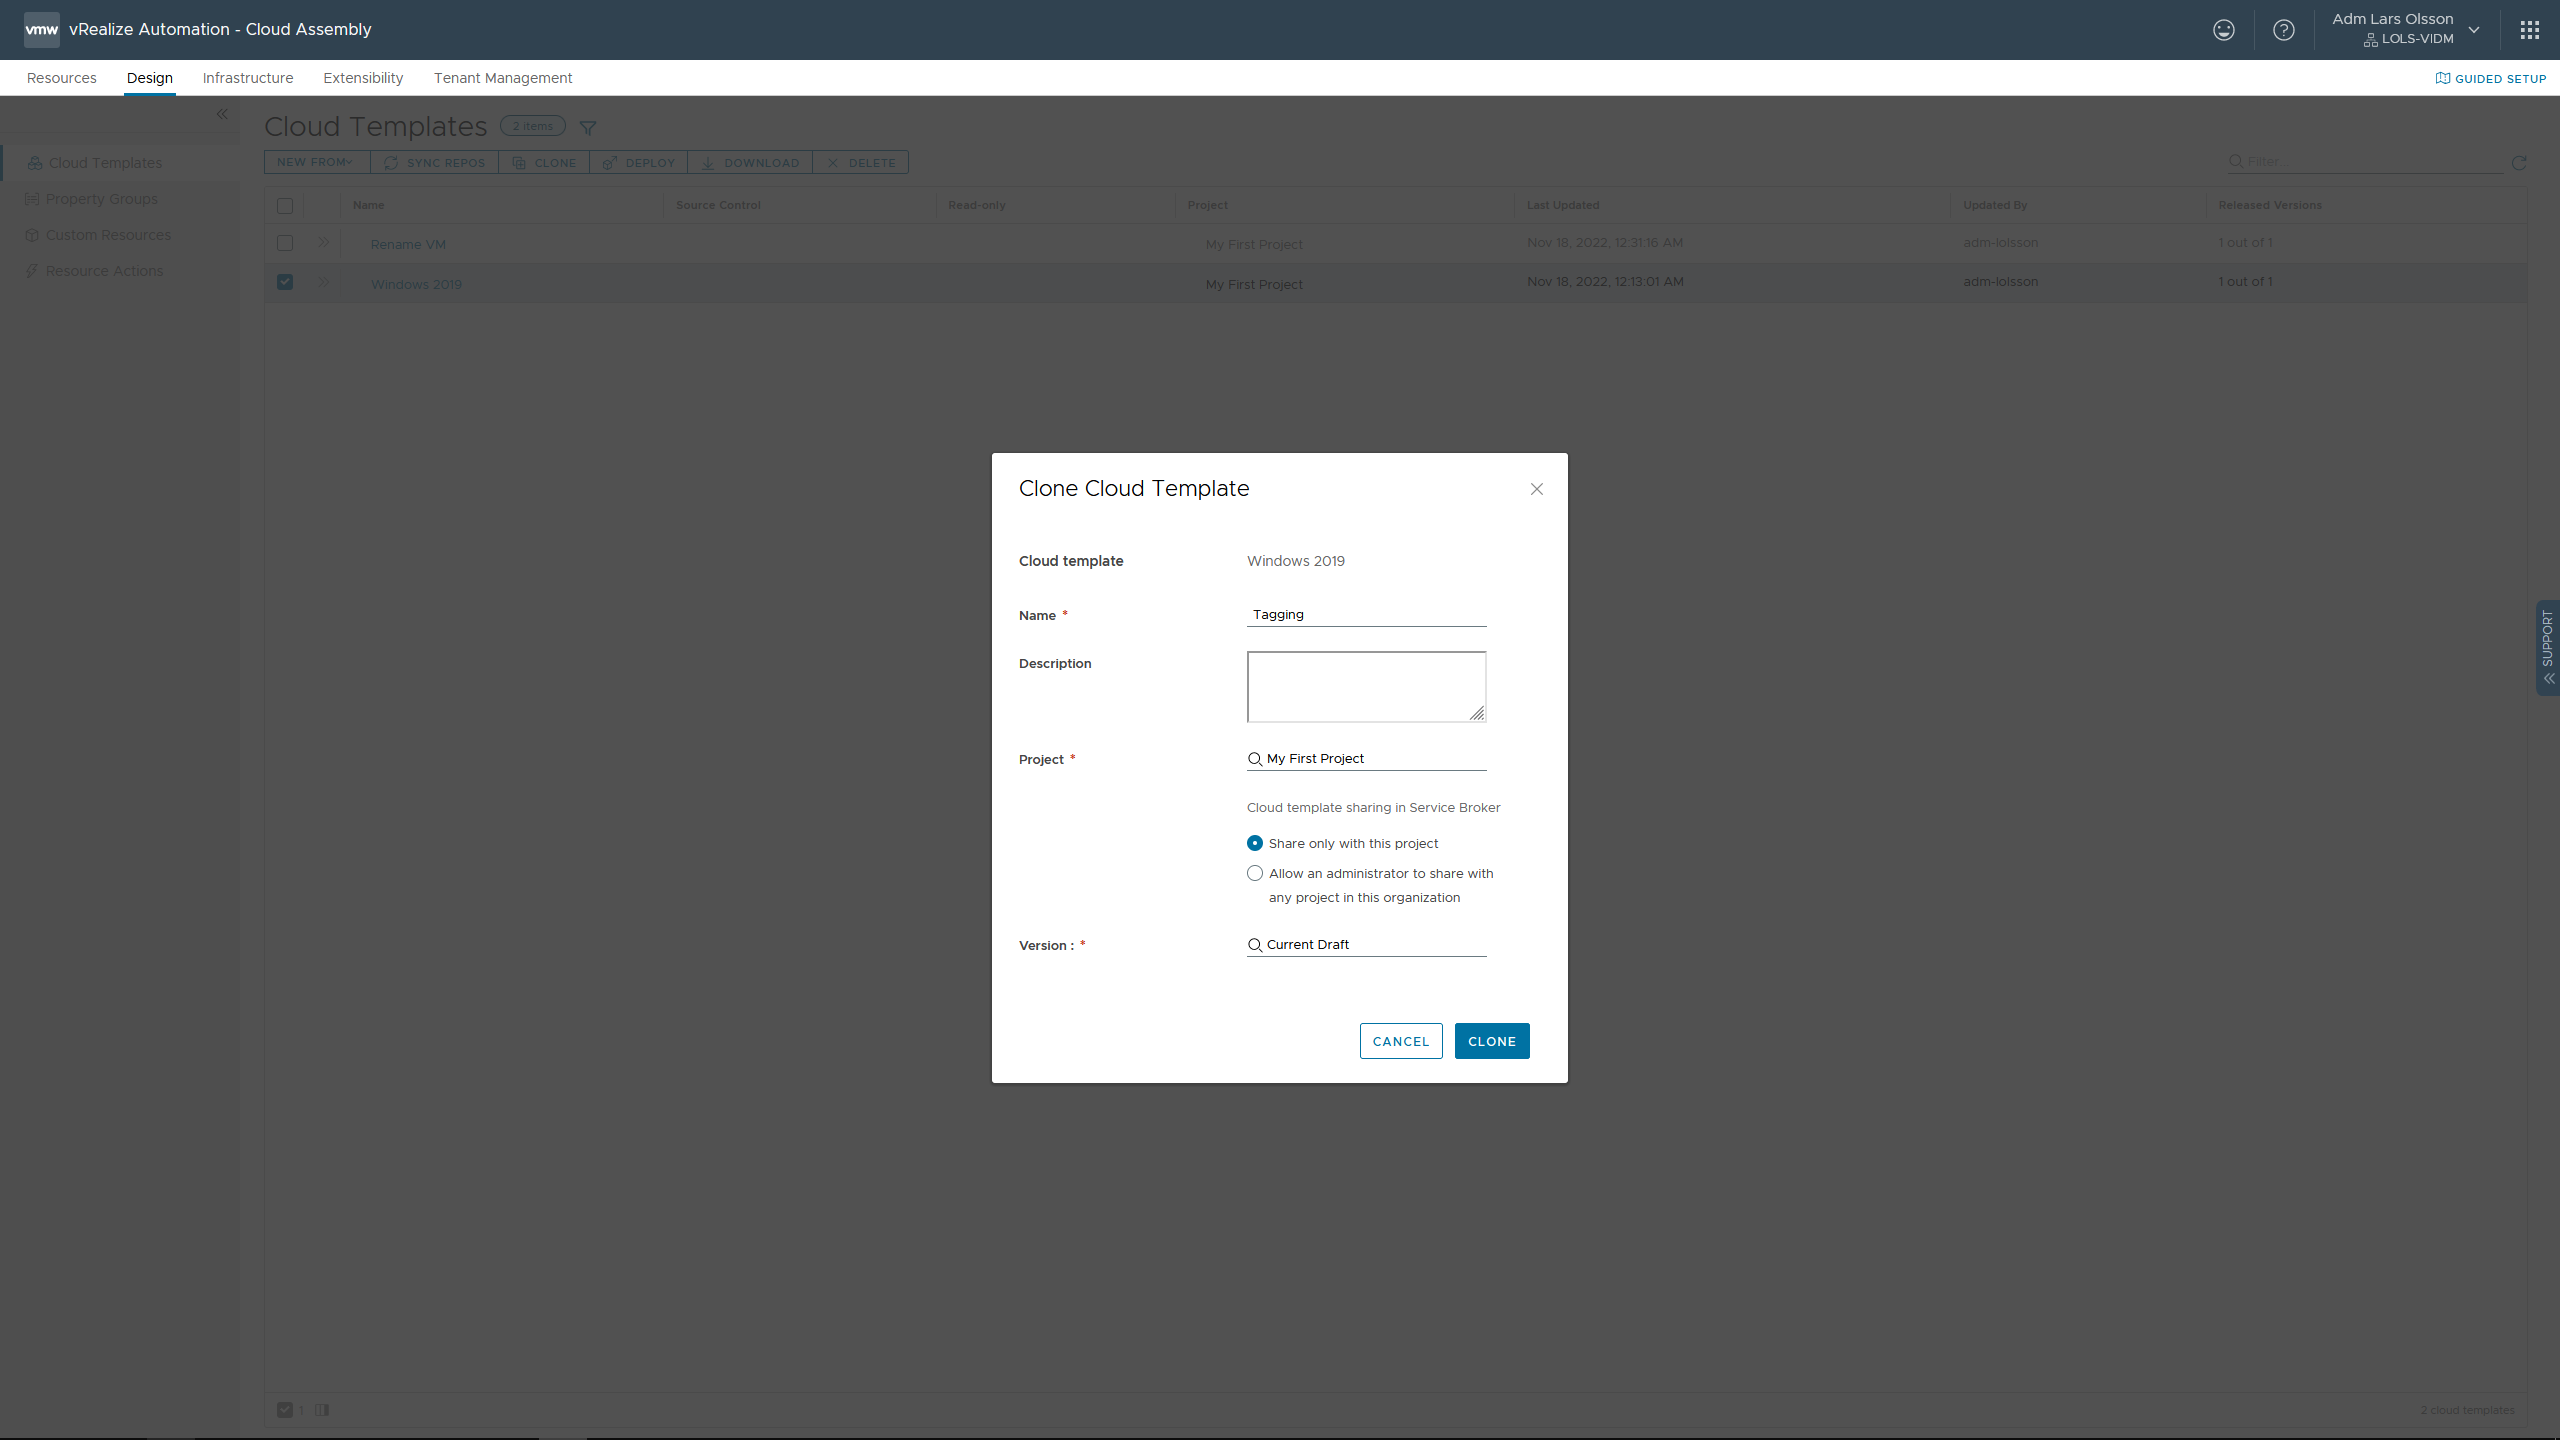 vmw vRealize Automation - Cloud Assembly
Adm Lars Olsson
LOLS-VIDM
Resources Design Infrastructure Extensibility Tenant Management
GUIDED SETUP
Cloud Templates 2 items
Cloud Templates
Property Groups
Custom Resources
Resource Actions
NEW FROM SYNC REPOS CLONE DEPLOY DOWNLOAD DELETE
Filter...
Name Source Control Read-only Project Last Updated Updated By Released Versions
Rename VM My First Project Nov 18, 2022, 12:31:16 AM adm-lolsson 1 out of 1
Windows 2019 My First Project Nov 18, 2022, 12:13:01 AM adm-lolsson 1 out of 1
Clone Cloud Template
Cloud template Windows 2019
Name * Tagging
Description
Project * My First Project
Cloud template sharing in Service Broker
Share only with this project
Allow an administrator to share with
any project in this organization
Version : * Current Draft
CANCEL CLONE
SUPPORT
1
2 cloud templates